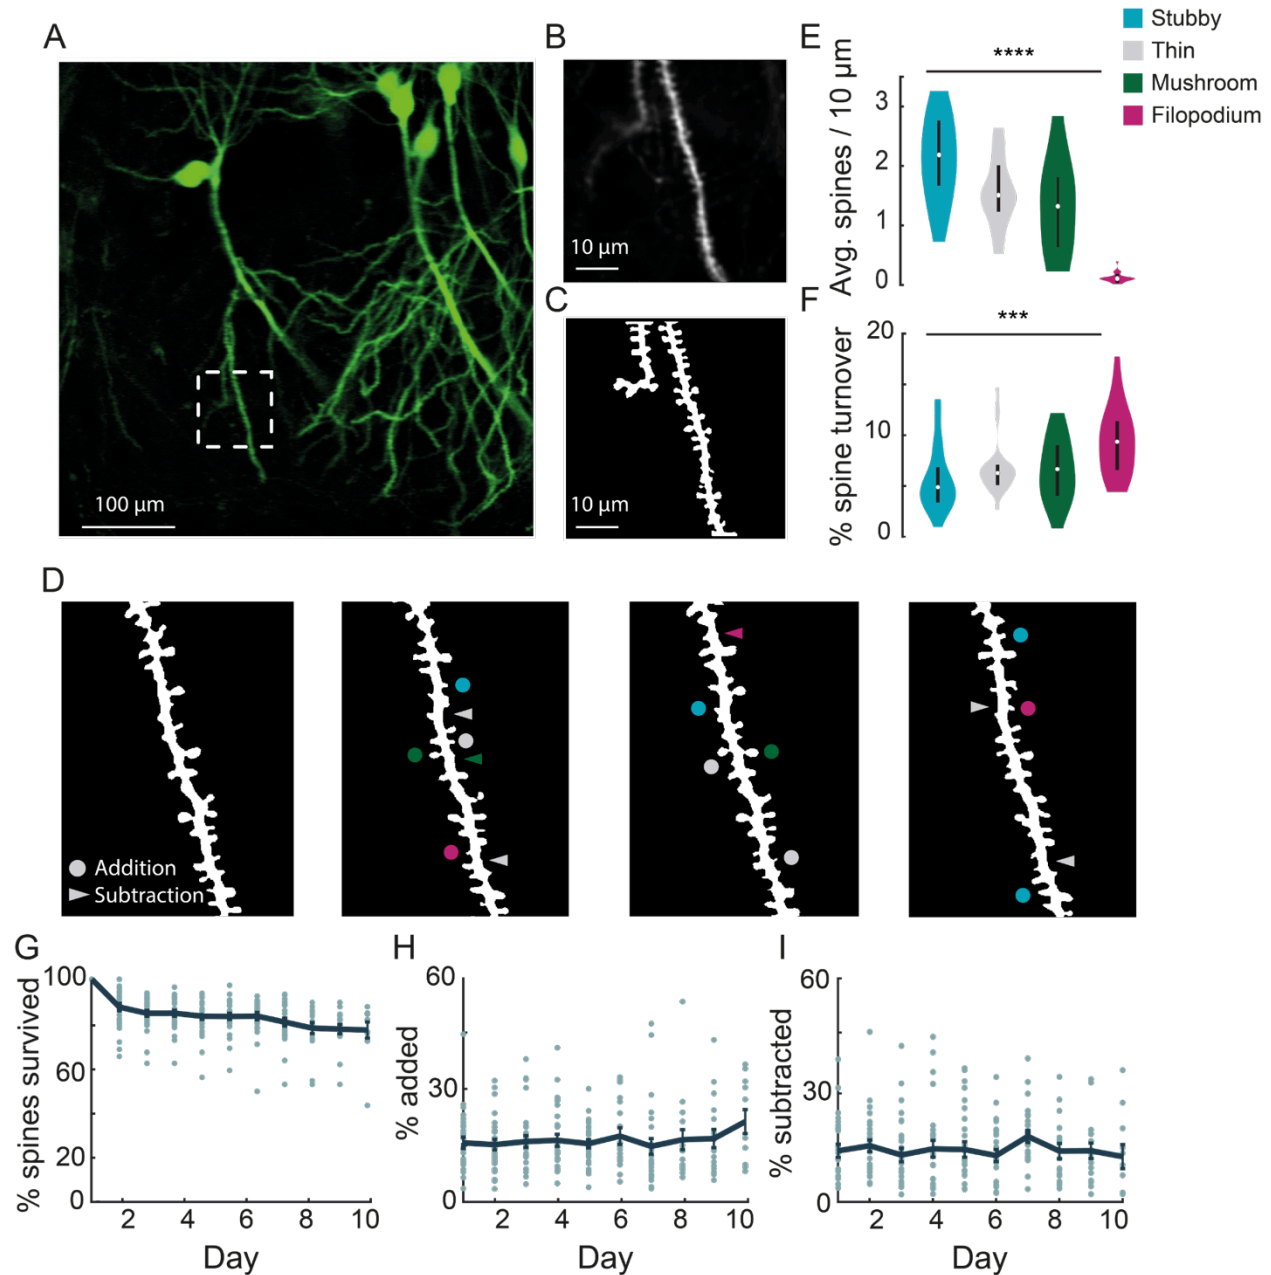 A
100 µm
B
10 µm
C
10 µm
E
Stubby
Thin
Mushroom
Filopodium
****
Avg. spines / 10 µm
3
2
1
0
F
***
% spine turnover
20
10
0
D
Addition
Subtraction
G
% spines survived
100
60
20
0
2 4 6 8 10
Day
H
% added
60
30
0
2 4 6 8 10
Day
I
% subtracted
60
30
0
2 4 6 8 10
Day